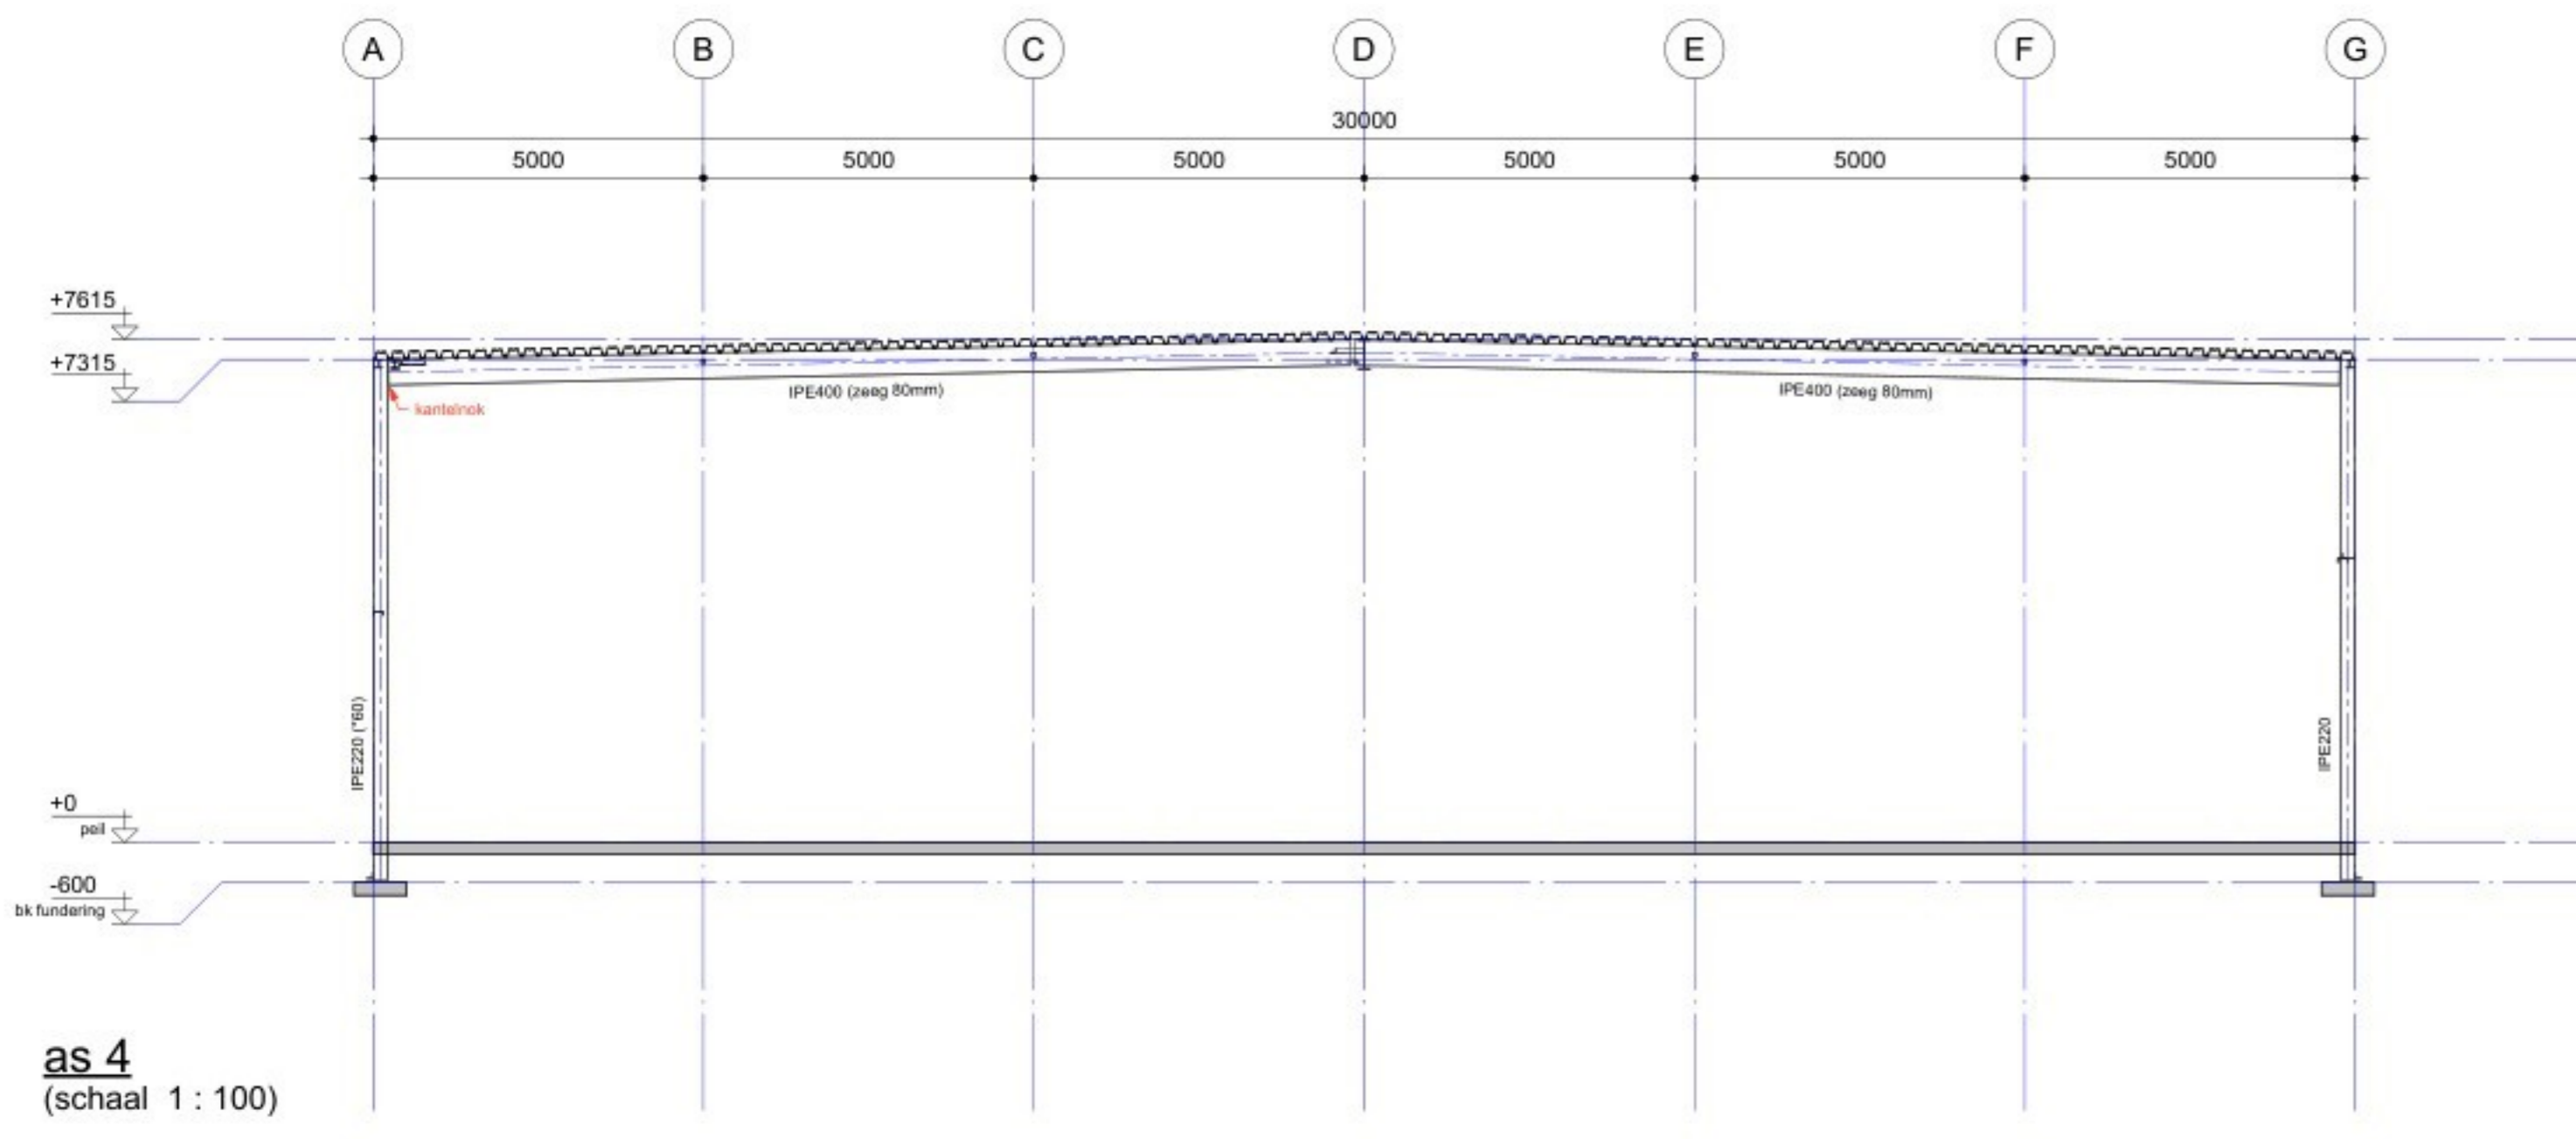 A B C D E F G
30000
5000 5000 5000 5000 5000 5000
+7615
+7315
IPE400 (zeeg 80mm) IPE400 (zeeg 80mm)
kantelnok
IPE220 (*60)
IPE220
+0
peil
-600
bk fundering
as 4
(schaal 1 : 100)